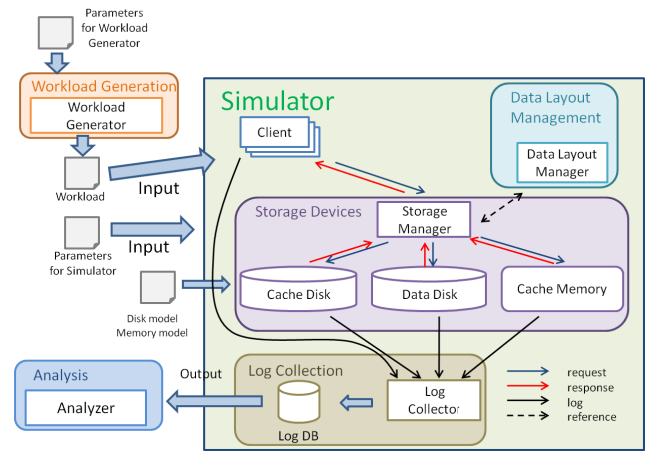 Parameters
for Workload
Generator
Workload Generation
Workload
Generator
Workload
Input
Parameters
for Simulator
Input
Disk model
Memory model
Simulator
Client
Data Layout
Management
Data Layout
Manager
Storage Devices
Storage
Manager
Cache Disk
Data Disk
Cache Memory
Analysis
Analyzer
Output
Log Collection
Log DB
Log
Collector
request
response
log
reference